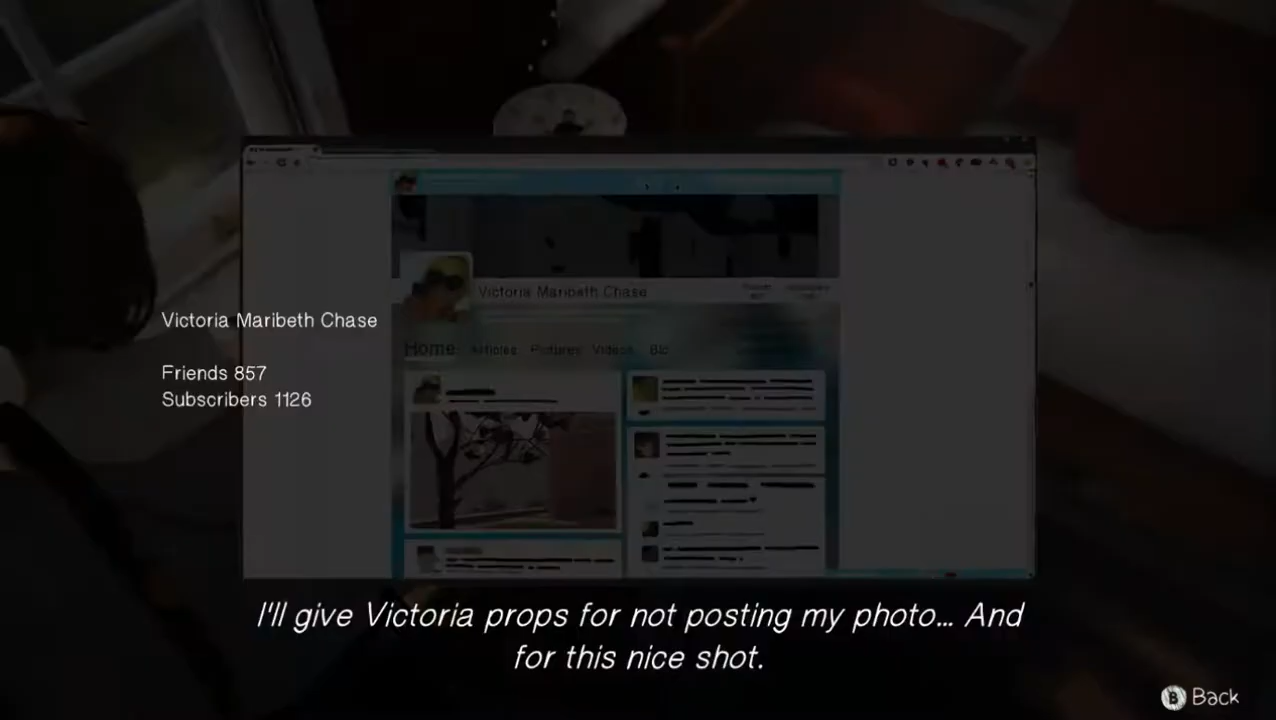 Victoria Maribeth Chase
Home Articles Pictures Videos Bio
Victoria Maribeth Chase
Friends 857
Subscribers 1126
I'll give Victoria props for not posting my photo... And
for this nice shot.
B Back